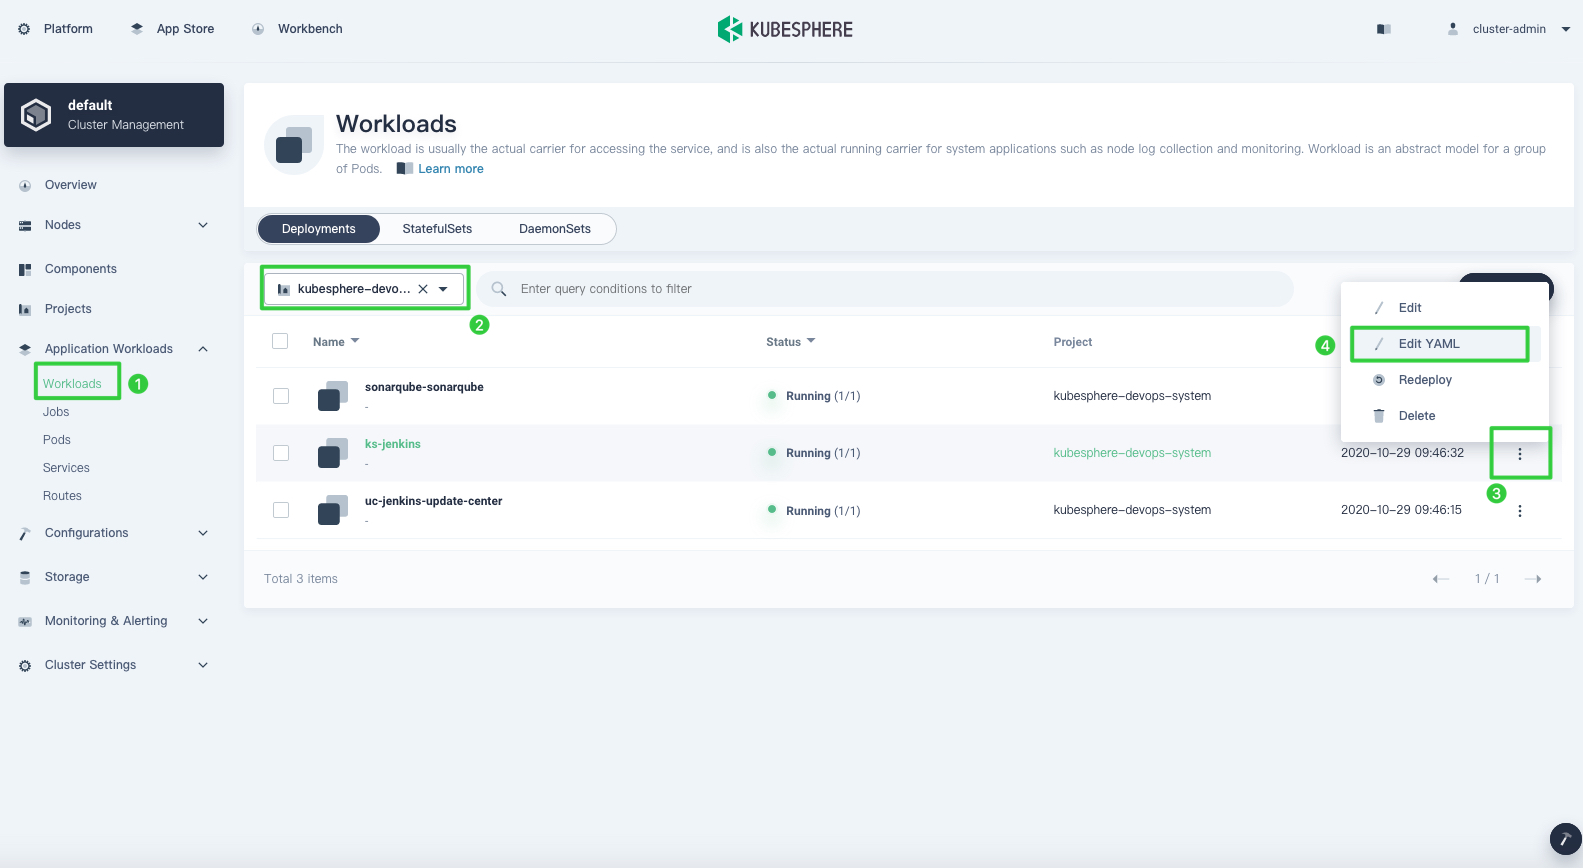 Platform
App Store
Workbench
KUBESPHERE
cluster-admin
default
Cluster Management
Overview
Nodes
Components
Projects
Application Workloads
Workloads
1
Jobs
Pods
Services
Routes
Configurations
Storage
Monitoring & Alerting
Cluster Settings
Workloads
The workload is usually the actual carrier for accessing the service, and is also the actual running carrier for system applications such as node log collection and monitoring. Workload is an abstract model for a group
of Pods. Learn more
Deployments StatefulSets DaemonSets
kubesphere-devo...
2
Enter query conditions to filter
Edit
4
Edit YAML
Redeploy
Delete
Name Status Project
sonarqube-sonarqube
-
Running (1/1) kubesphere-devops-system
ks-jenkins
-
Running (1/1) kubesphere-devops-system 2020-10-29 09:46:32
3
uc-jenkins-update-center
-
Running (1/1) kubesphere-devops-system 2020-10-29 09:46:15
Total 3 items
1 / 1